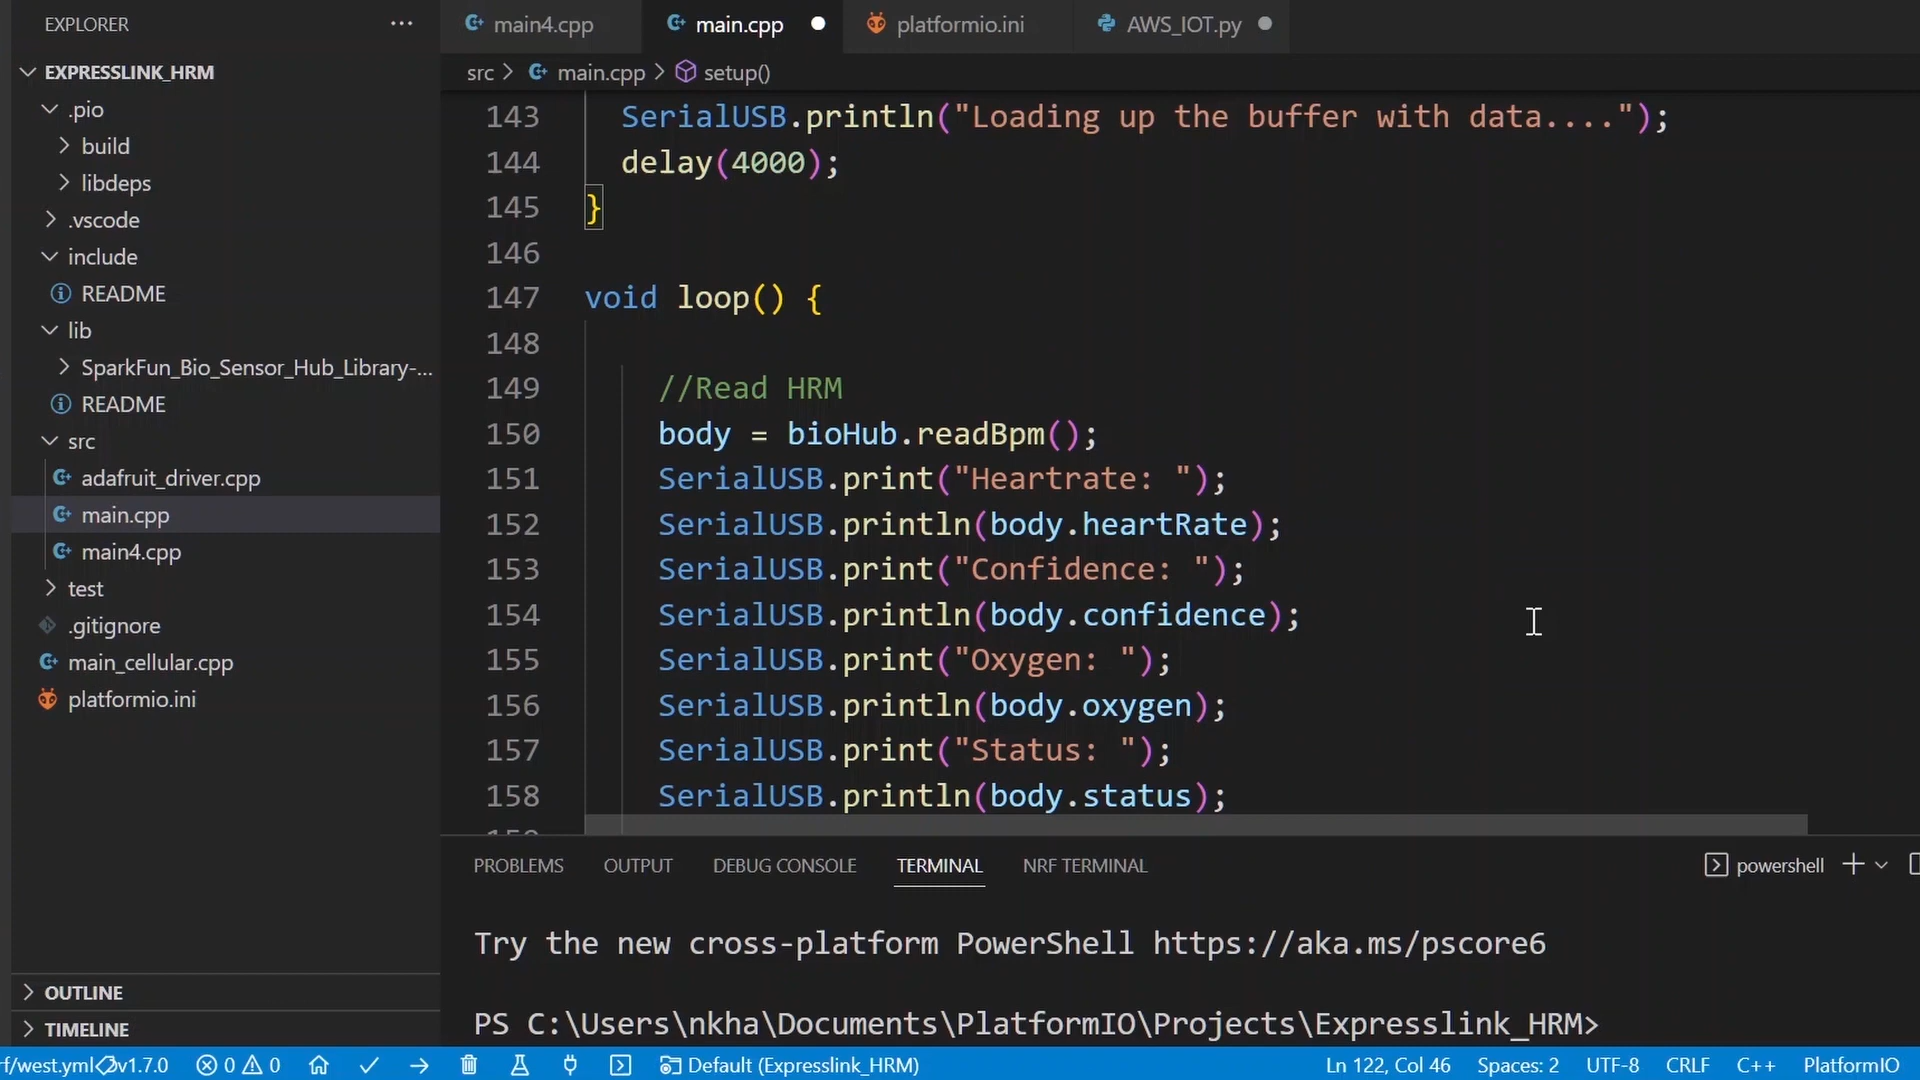 EXPLORER
EXPRESSLINK_HRM
.pio
build
libdeps
.vscode
include
README
lib
SparkFun_Bio_Sensor_Hub_Library-...
README
src
adafruit_driver.cpp
main.cpp
main4.cpp
test
.gitignore
main_cellular.cpp
platformio.ini
OUTLINE
TIMELINE
main4.cpp main.cpp platformio.ini AWS_IOT.py
src > main.cpp > setup()
143 SerialUSB.println("Loading up the buffer with data....");
144 delay(4000);
145 }
146
147 void loop() {
148
149 //Read HRM
150 body = bioHub.readBpm();
151 SerialUSB.print("Heartrate: ");
152 SerialUSB.println(body.heartRate);
153 SerialUSB.print("Confidence: ");
154 SerialUSB.println(body.confidence);
155 SerialUSB.print("Oxygen: ");
156 SerialUSB.println(body.oxygen);
157 SerialUSB.print("Status: ");
158 SerialUSB.println(body.status);
PROBLEMS OUTPUT DEBUG CONSOLE TERMINAL NRF TERMINAL powershell
Try the new cross-platform PowerShell https://aka.ms/pscore6
PS C:\Users\nkha\Documents\PlatformIO\Projects\Expresslink_HRM>
rf/west.yml v1.7.0 0 0 Default (Expresslink_HRM) Ln 122, Col 46 Spaces: 2 UTF-8 CRLF C++ PlatformIO